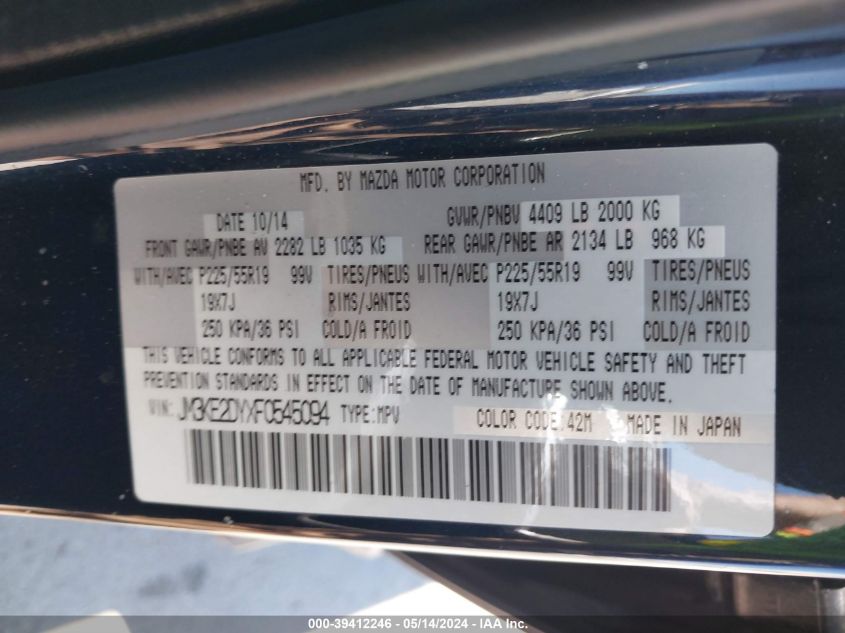 MFD. BY MAZDA MOTOR CORPORATION
DATE 10/14 GVWR/PNBV 4409 LB 2000 KG
FRONT GAWR/PNBE AV 2282 LB 1035 KG REAR GAWR/PNBE AR 2134 LB 968 KG
WITH/AVEC P225/55R19 99V TIRES/PNEUS WITH/AVEC P225/55R19 99V TIRES/PNEUS
19X7J RIMS/JANTES 19X7J RIMS/JANTES
250 KPA/36 PSI COLD/A FROID 250 KPA/36 PSI COLD/A FROID
THIS VEHICLE CONFORMS TO ALL APPLICABLE FEDERAL MOTOR VEHICLE SAFETY AND THEFT
PREVENTION STANDARDS IN EFFECT ON THE DATE OF MANUFACTURE SHOWN ABOVE.
VIN: JM3KE2DYXF0545094 TYPE:MPV COLOR CODE:42M MADE IN JAPAN
000-39412246 - 05/14/2024 - IAA Inc.